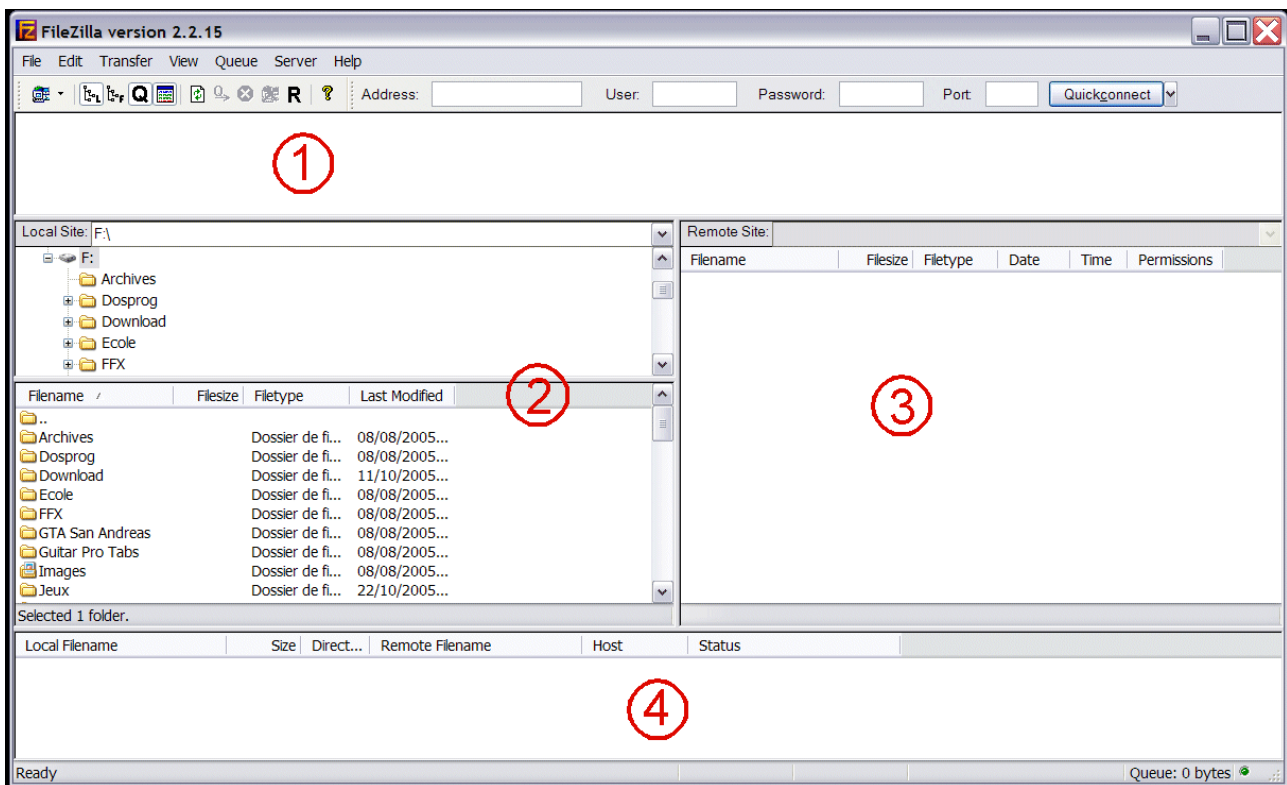 FileZilla version 2.2.15
File Edit Transfer View Queue Server Help
L F Q R ? Address: User: Password: Port Quickconnect
1
Local Site: F:\
F:
Archives
Dosprog
Download
Ecole
FFX
Filename Filesize Filetype Last Modified
2
..
Archives Dossier de fi... 08/08/2005...
Dosprog Dossier de fi... 08/08/2005...
Download Dossier de fi... 11/10/2005...
Ecole Dossier de fi... 08/08/2005...
FFX Dossier de fi... 08/08/2005...
GTA San Andreas Dossier de fi... 08/08/2005...
Guitar Pro Tabs Dossier de fi... 08/08/2005...
Images Dossier de fi... 08/08/2005...
Jeux Dossier de fi... 22/10/2005...
Selected 1 folder.
Remote Site:
Filename Filesize Filetype Date Time Permissions
3
Local Filename Size Direct... Remote Filename Host Status
4
Ready Queue: 0 bytes